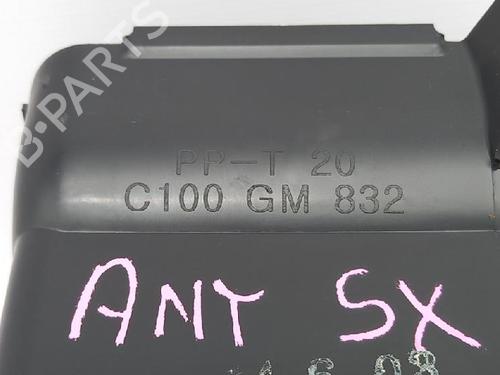 B-PARTS
PP-T 20
C100 GM 832
ANT SX